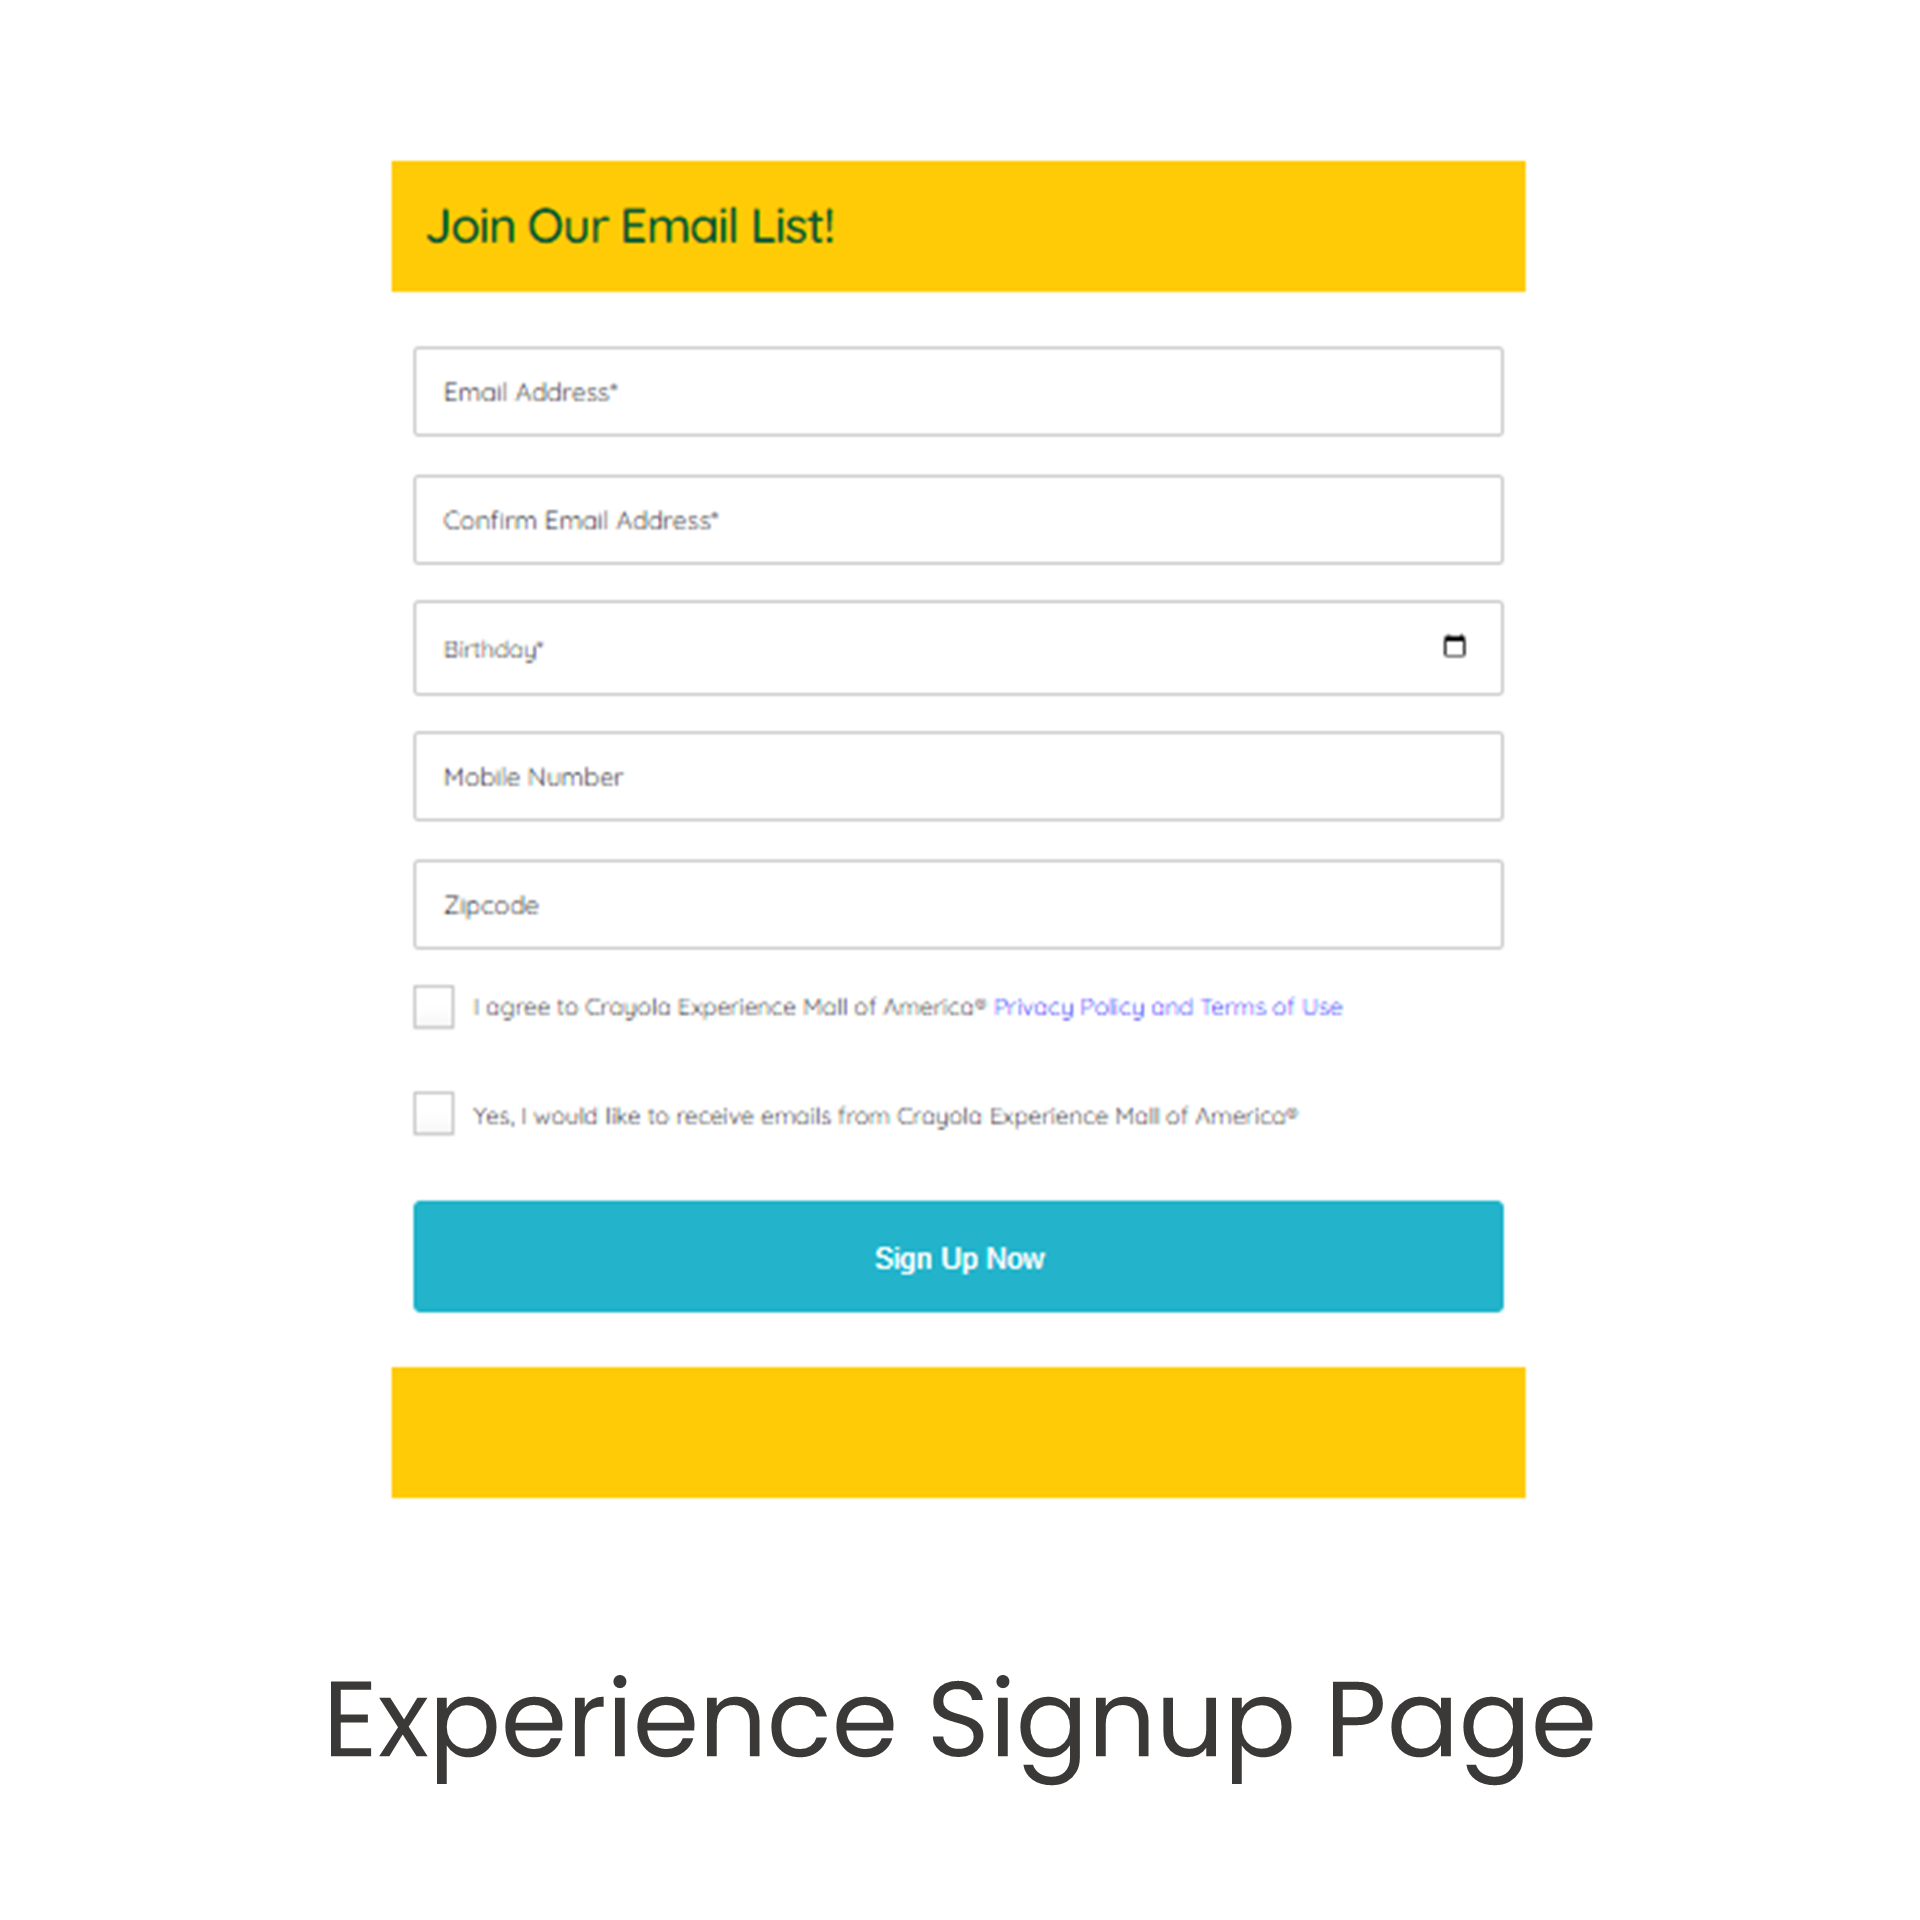 Join Our Email List!
Email Address*
Confirm Email Address*
Birthday*
Mobile Number
Zipcode
I agree to Crayola Experience Mall of America® Privacy Policy and Terms of Use
Yes, I would like to receive emails from Crayola Experience Mall of America®
Sign Up Now
Experience Signup Page